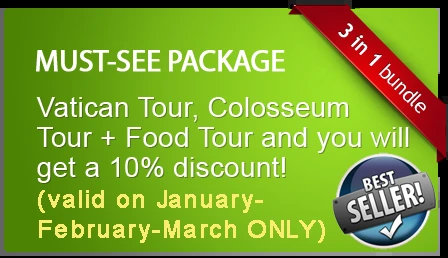 3 in 1 bundle
MUST-SEE PACKAGE
Vatican Tour, Colosseum
Tour + Food Tour and you will
get a 10% discount!
(valid on January-
February-March ONLY)
BEST
SELLER!